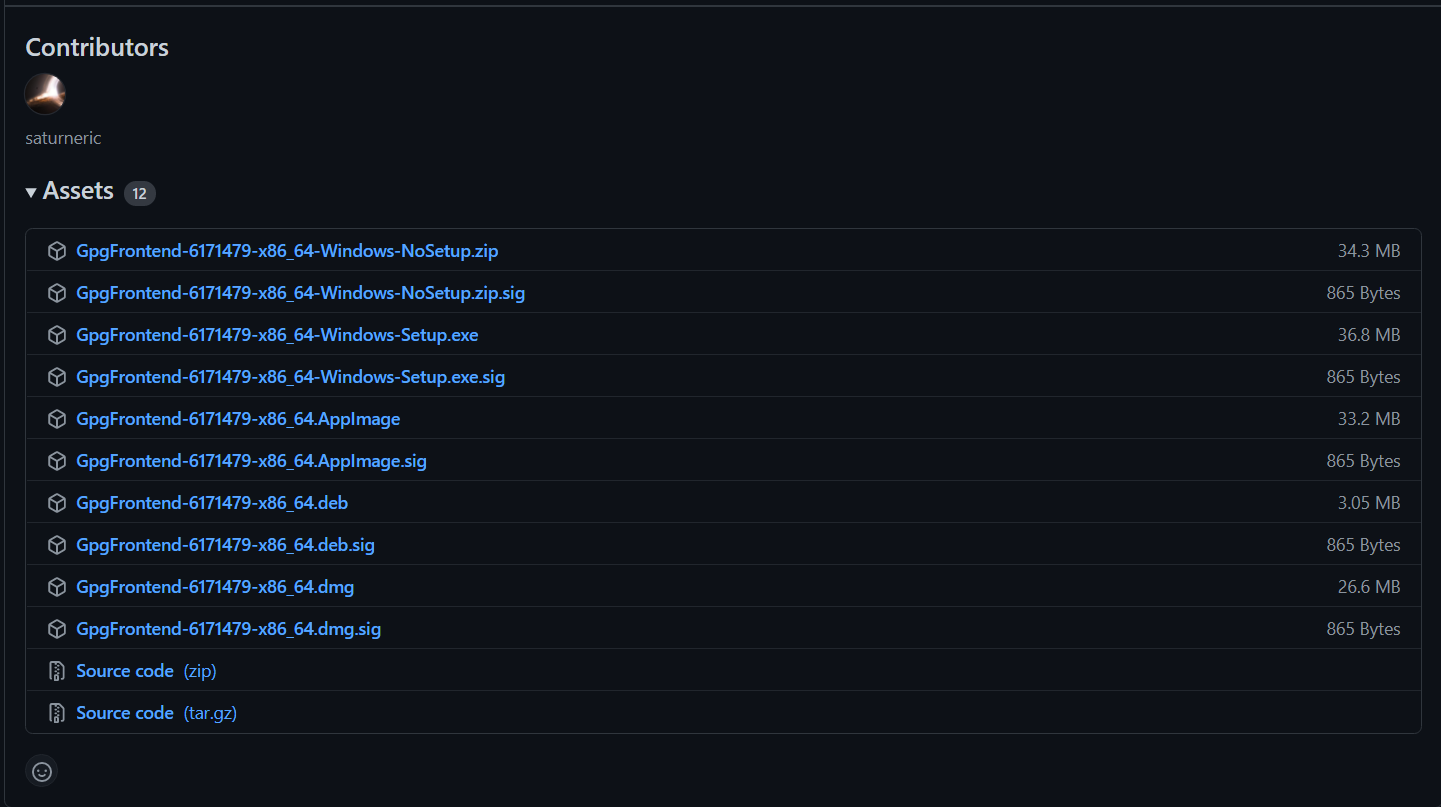 Contributors
saturneric
Assets 12
GpgFrontend-6171479-x86_64-Windows-NoSetup.zip 34.3 MB
GpgFrontend-6171479-x86_64-Windows-NoSetup.zip.sig 865 Bytes
GpgFrontend-6171479-x86_64-Windows-Setup.exe 36.8 MB
GpgFrontend-6171479-x86_64-Windows-Setup.exe.sig 865 Bytes
GpgFrontend-6171479-x86_64.AppImage 33.2 MB
GpgFrontend-6171479-x86_64.AppImage.sig 865 Bytes
GpgFrontend-6171479-x86_64.deb 3.05 MB
GpgFrontend-6171479-x86_64.deb.sig 865 Bytes
GpgFrontend-6171479-x86_64.dmg 26.6 MB
GpgFrontend-6171479-x86_64.dmg.sig 865 Bytes
Source code (zip)
Source code (tar.gz)